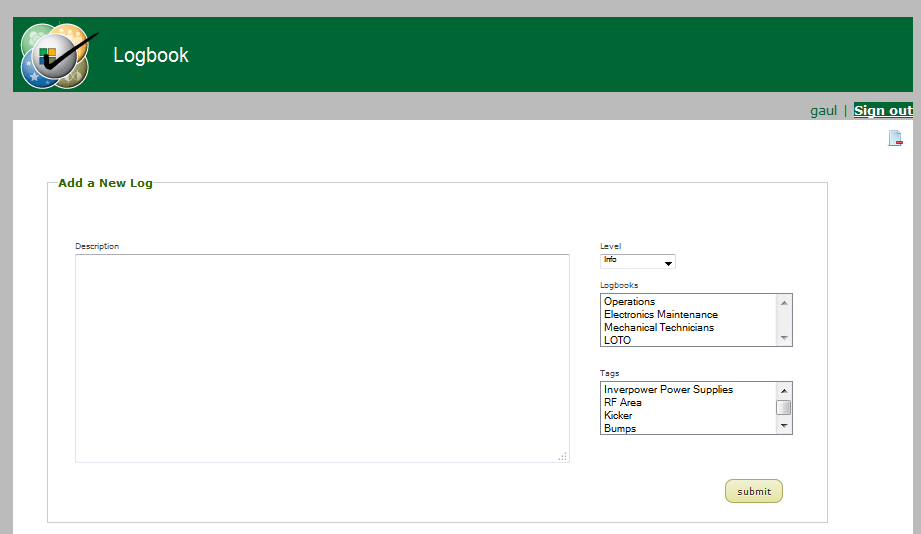 Logbook
gaul | Sign out
Add a New Log
Description
Level
Info
Logbooks
Operations
Electronics Maintenance
Mechanical Technicians
LOTO
Tags
Inverpower Power Supplies
RF Area
Kicker
Bumps
submit